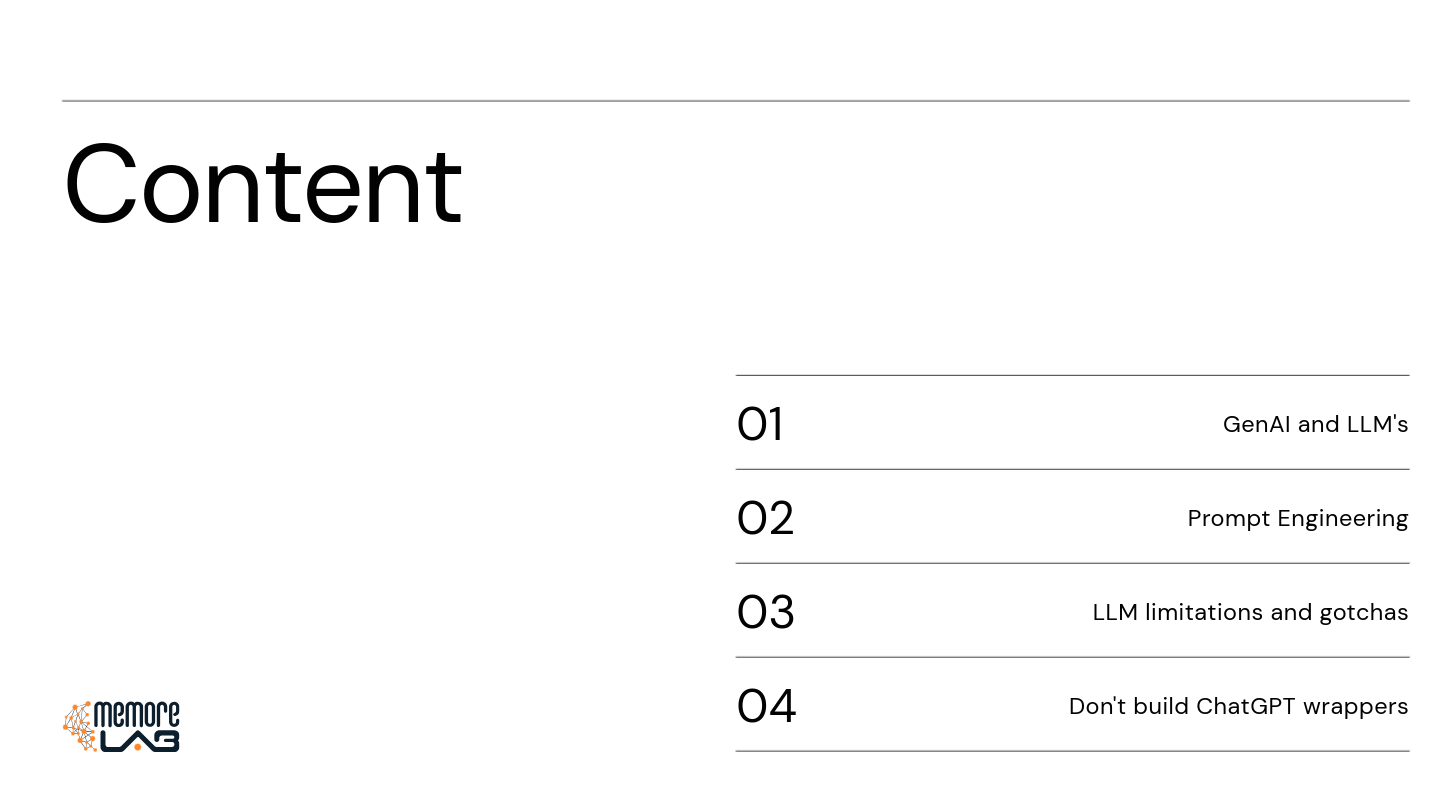 Content
01 GenAI and LLM's
02 Prompt Engineering
03 LLM limitations and gotchas
04 Don't build ChatGPT wrappers
memore
LAB